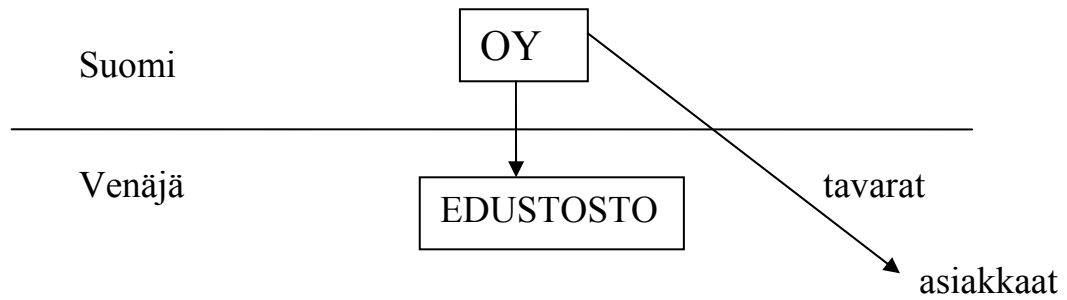 OY
Suomi
Venäjä
tavarat
EDUSTOSTO
asiakkaat